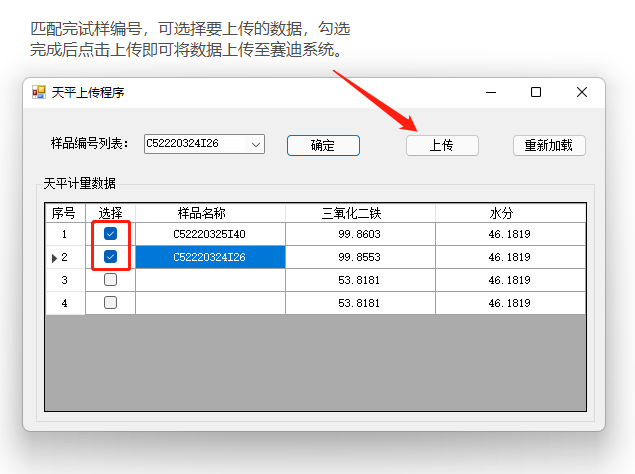 匹配完试样编号，可选择要上传的数据，勾选
完成后点击上传即可将数据上传至赛迪系统。
天平上传程序
样品编号列表： C52220324I26 确定 上传 重新加载
天平计量数据
序号 选择 样品名称 三氧化二铁 水分
1 C52220325I40 99.8603 46.1819
2 C52220324I26 99.8553 46.1819
3 53.8181 46.1819
4 53.8181 46.1819